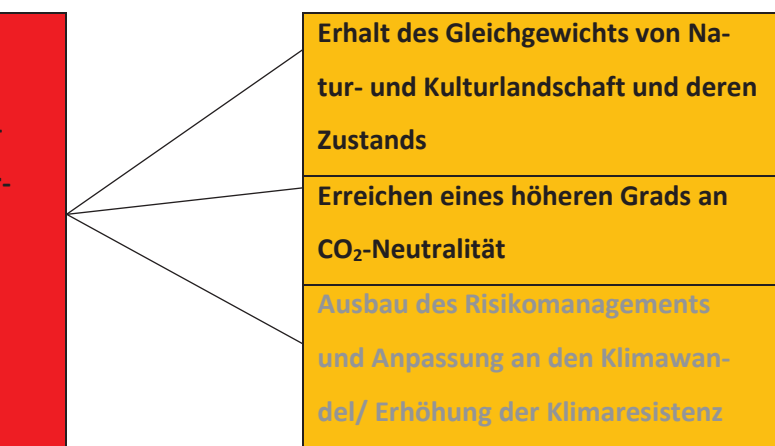 Erhalt des Gleichgewichts von Na-
tur- und Kulturlandschaft und deren
Zustands
Erreichen eines höheren Grads an
CO₂-Neutralität
Ausbau des Risikomanagements
und Anpassung an den Klimawan-
del/ Erhöhung der Klimaresistenz